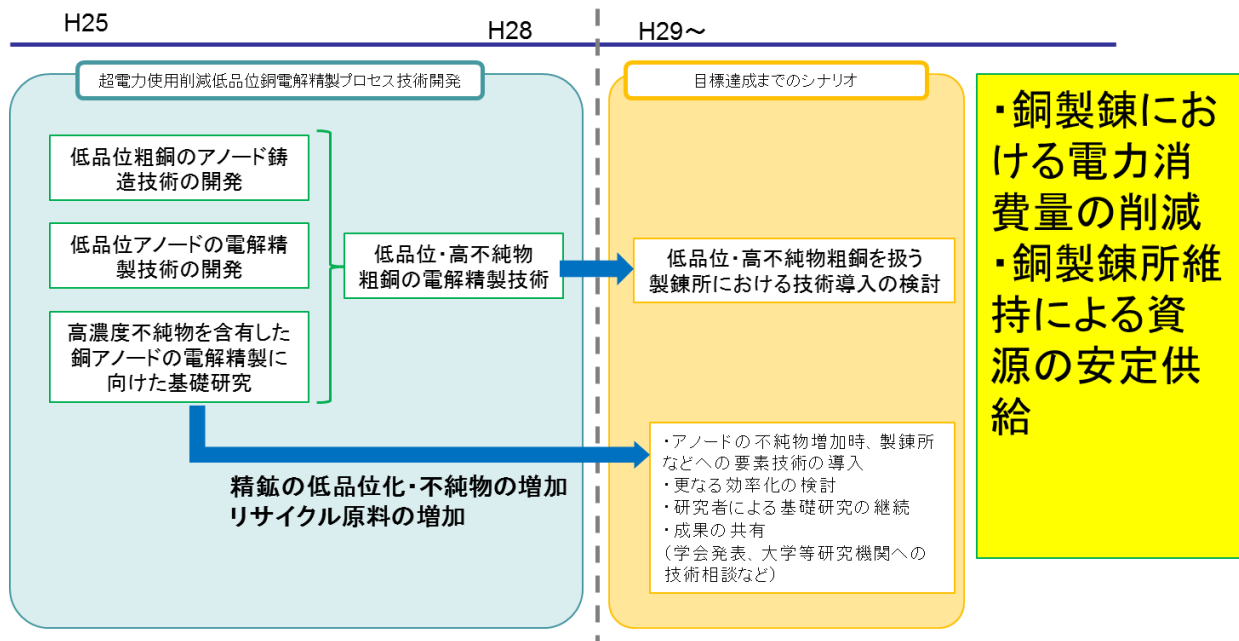 H25
H28
H29～
超電力使用削減低品位銅電解精製プロセス技術開発
低品位粗銅のアノード鋳
造技術の開発
低品位アノードの電解精
製技術の開発
高濃度不純物を含有した
銅アノードの電解精製に
向けた基礎研究
低品位・高不純物
粗銅の電解精製技術
精鉱の低品位化・不純物の増加
リサイクル原料の増加
目標達成までのシナリオ
低品位・高不純物粗銅を扱う
製錬所における技術導入の検討
・アノードの不純物増加時、製錬所
などへの要素技術の導入
・更なる効率化の検討
・研究者による基礎研究の継続
・成果の共有
(学会発表、大学等研究機関への
技術相談など)
・銅製錬にお
ける電力消
費量の削減
・銅製錬所維
持による資
源の安定供
給